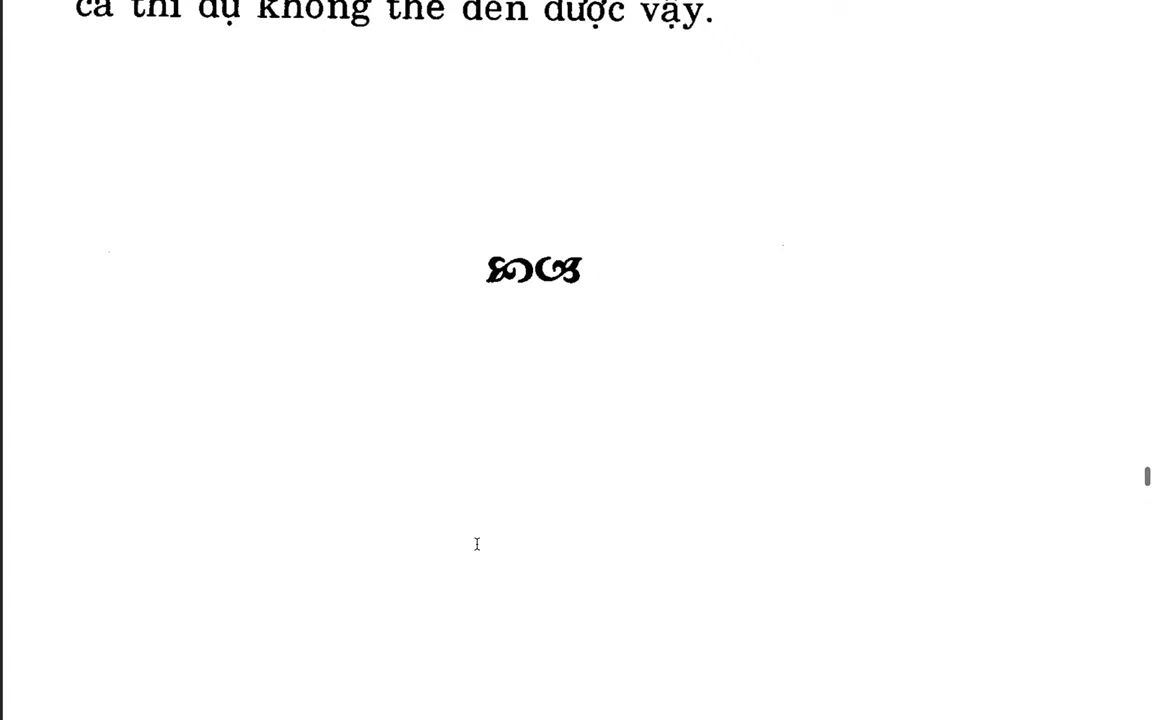 cả thí dụ không thể đến được vậy.